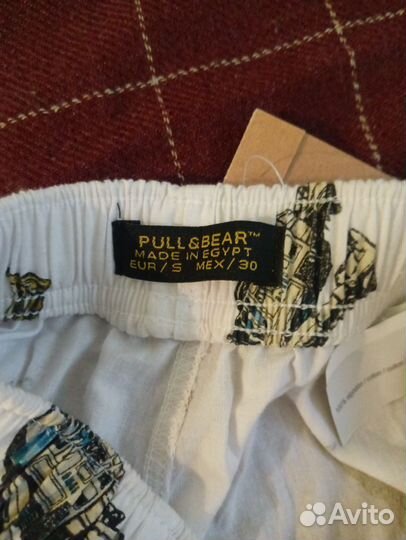 PULL&BEAR™
MADE IN EGYPT
EUR/S MEX/30
Avito